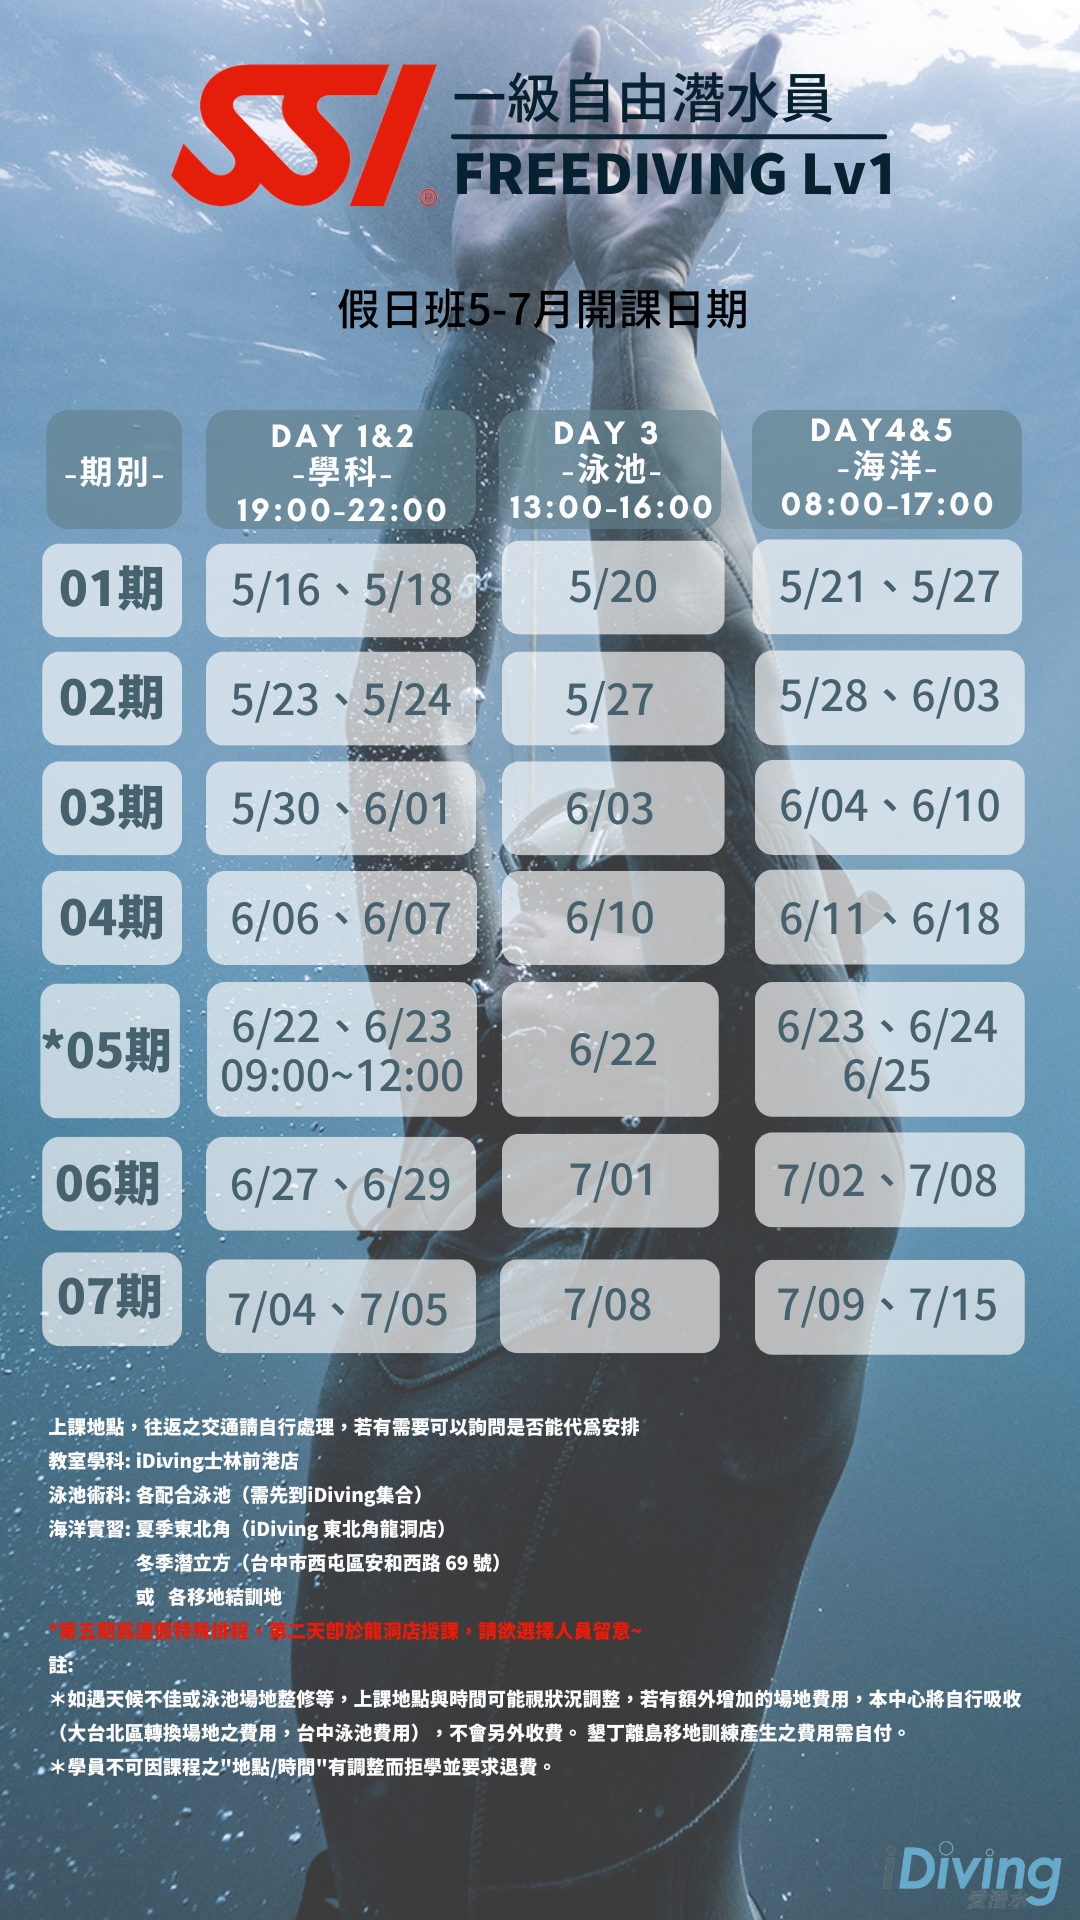 SSI®
一級自由潛水員
FREEDIVING Lv1
假日班5-7月開課日期
-期別-
DAY 1&2
-學科-
19:00-22:00
DAY 3
-泳池-
13:00-16:00
DAY4&5
-海洋-
08:00-17:00
01期 5/16、5/18 5/20 5/21、5/27
02期 5/23、5/24 5/27 5/28、6/03
03期 5/30、6/01 6/03 6/04、6/10
04期 6/06、6/07 6/10 6/11、6/18
*05期 6/22、6/23 09:00~12:00 6/22 6/23、6/24 6/25
06期 6/27、6/29 7/01 7/02、7/08
07期 7/04、7/05 7/08 7/09、7/15
上課地點，往返之交通請自行處理，若有需要可以詢問是否能代為安排
教室學科: iDiving士林前港店
泳池術科: 各配合泳池（需先到iDiving集合）
海洋實習: 夏季東北角（iDiving 東北角龍洞店）
冬季潛立方（台中市西屯區安和西路 69 號）
或 各移地結訓地
*第五期為連假特殊排程，第二天即於龍洞店授課，請欲選擇人員留意~
註:
＊如遇天候不佳或泳池場地整修等，上課地點與時間可能視狀況調整，若有額外增加的場地費用，本中心將自行吸收
（大台北區轉換場地之費用，台中泳池費用），不會另外收費。 墾丁離島移地訓練產生之費用需自付。
＊學員不可因課程之"地點/時間"有調整而拒學並要求退費。
iDiving
愛潛水